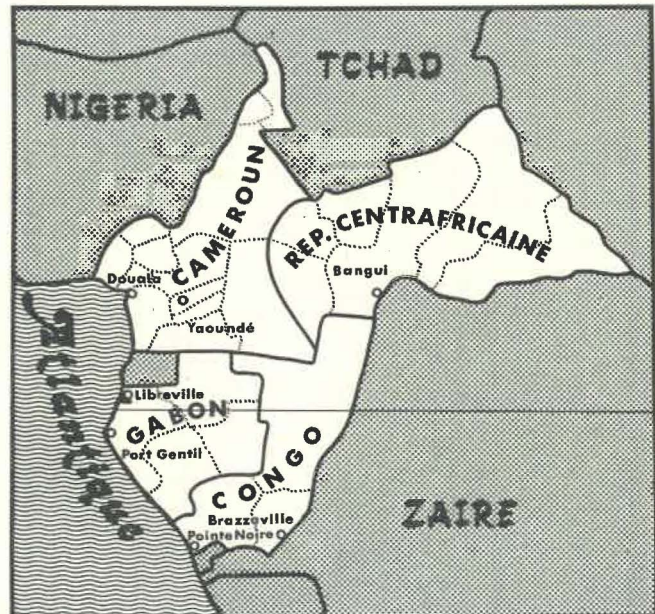 TCHAD
NIGERIA
CAMEROUN
REP. CENTRAFRICAINE
Bangui
Douala
Yaoundé
Atlantique
Libreville
GABON
Port Gentil
CONGO
Brazzaville
Pointe Noire
ZAIRE